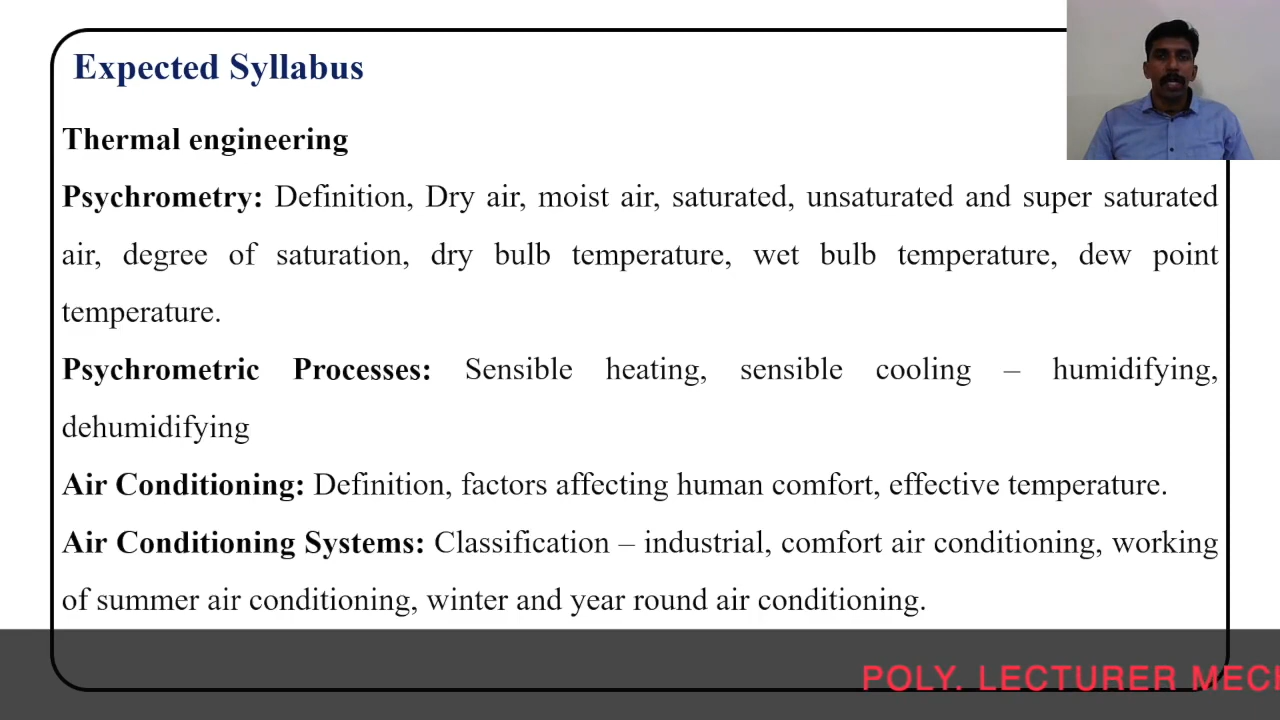 Expected Syllabus
Thermal engineering
Psychrometry: Definition, Dry air, moist air, saturated, unsaturated and super saturated
air, degree of saturation, dry bulb temperature, wet bulb temperature, dew point
temperature.
Psychrometric Processes: Sensible heating, sensible cooling – humidifying,
dehumidifying
Air Conditioning: Definition, factors affecting human comfort, effective temperature.
Air Conditioning Systems: Classification – industrial, comfort air conditioning, working
of summer air conditioning, winter and year round air conditioning.
POLY. LECTURER MECH